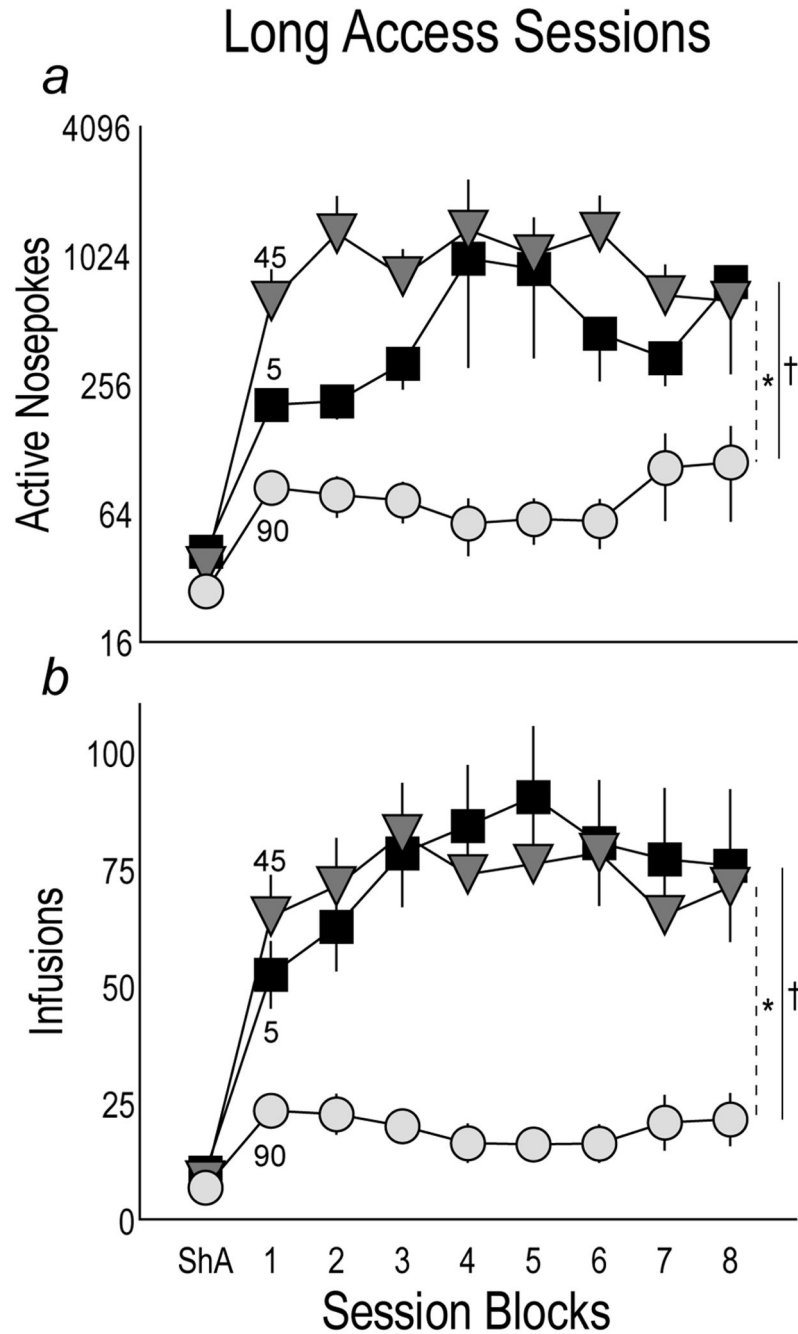 Long Access Sessions
a
4096
1024
256
64
16
Active Nosepokes
45
5
90
* †
b
100
75
50
25
0
Infusions
45
5
90
* †
ShA 1 2 3 4 5 6 7 8
Session Blocks